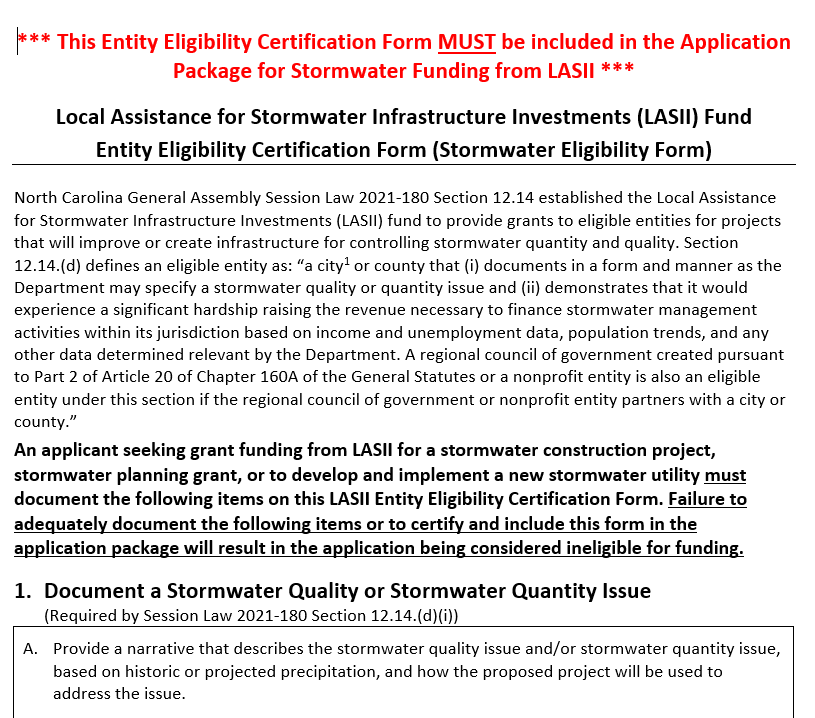 *** This Entity Eligibility Certification Form MUST be included in the Application
Package for Stormwater Funding from LASII ***
Local Assistance for Stormwater Infrastructure Investments (LASII) Fund
Entity Eligibility Certification Form (Stormwater Eligibility Form)
North Carolina General Assembly Session Law 2021-180 Section 12.14 established the Local Assistance
for Stormwater Infrastructure Investments (LASII) fund to provide grants to eligible entities for projects
that will improve or create infrastructure for controlling stormwater quantity and quality. Section
12.14.(d) defines an eligible entity as: “a city¹ or county that (i) documents in a form and manner as the
Department may specify a stormwater quality or quantity issue and (ii) demonstrates that it would
experience a significant hardship raising the revenue necessary to finance stormwater management
activities within its jurisdiction based on income and unemployment data, population trends, and any
other data determined relevant by the Department. A regional council of government created pursuant
to Part 2 of Article 20 of Chapter 160A of the General Statutes or a nonprofit entity is also an eligible
entity under this section if the regional council of government or nonprofit entity partners with a city or
county.”
An applicant seeking grant funding from LASII for a stormwater construction project,
stormwater planning grant, or to develop and implement a new stormwater utility must
document the following items on this LASII Entity Eligibility Certification Form. Failure to
adequately document the following items or to certify and include this form in the
application package will result in the application being considered ineligible for funding.
1. Document a Stormwater Quality or Stormwater Quantity Issue
(Required by Session Law 2021-180 Section 12.14.(d)(i))
A. Provide a narrative that describes the stormwater quality issue and/or stormwater quantity issue,
based on historic or projected precipitation, and how the proposed project will be used to
address the issue.